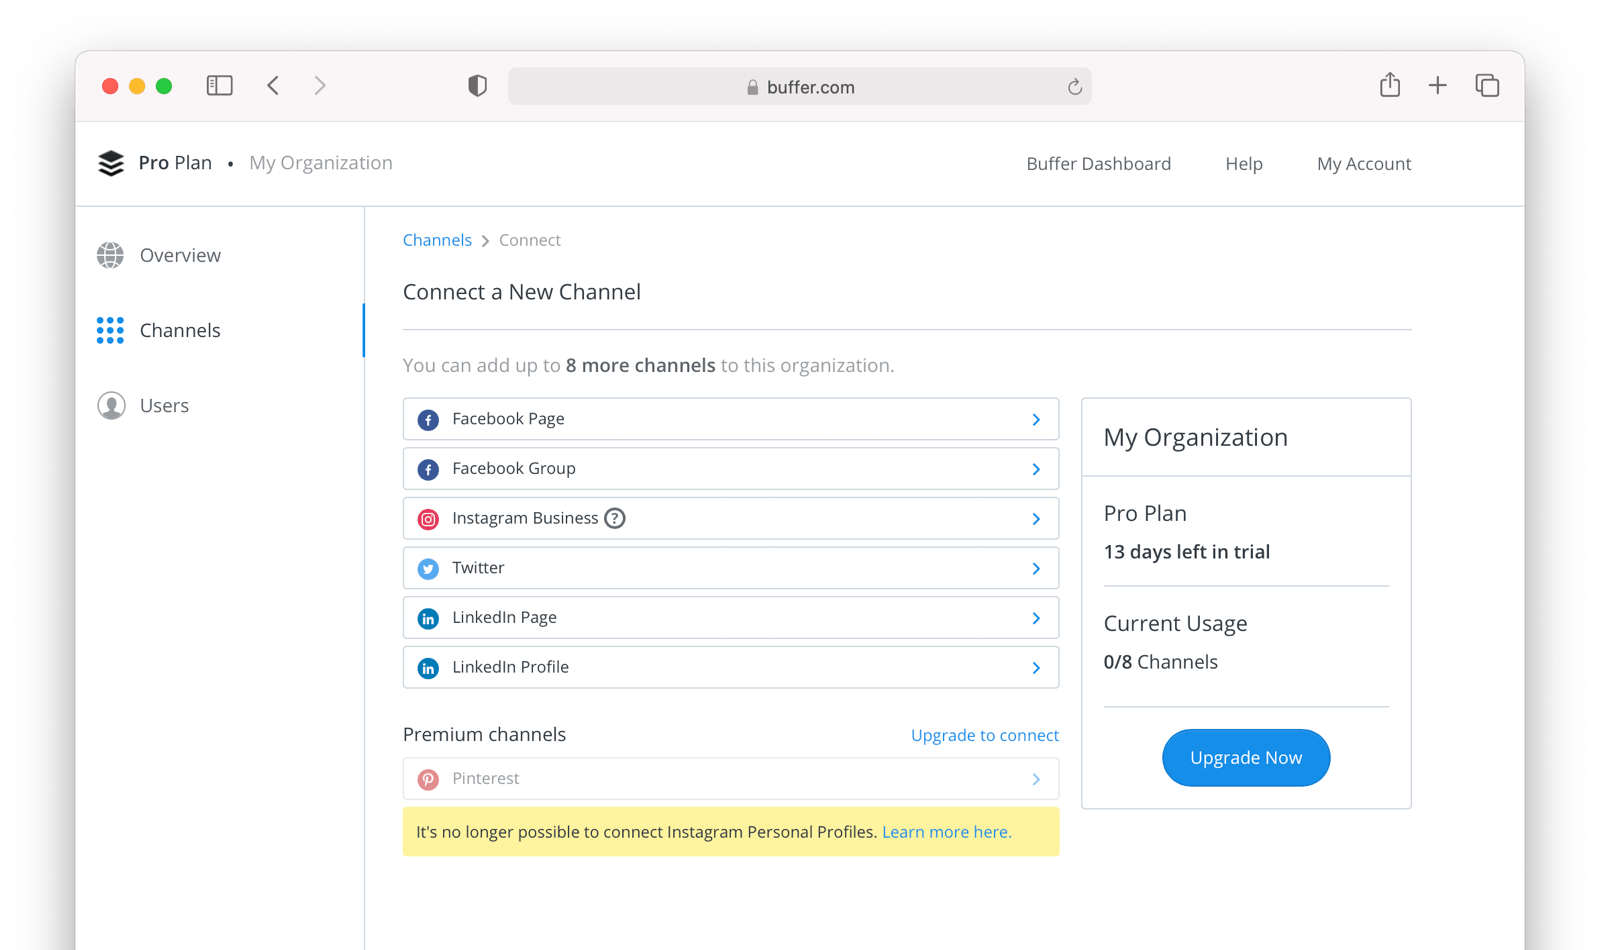 buffer.com
Pro Plan • My Organization
Buffer Dashboard
Help
My Account
Overview
Channels
Users
Channels > Connect
Connect a New Channel
You can add up to 8 more channels to this organization.
Facebook Page
Facebook Group
Instagram Business ?
Twitter
LinkedIn Page
LinkedIn Profile
Premium channels
Upgrade to connect
Pinterest
It's no longer possible to connect Instagram Personal Profiles. Learn more here.
My Organization
Pro Plan
13 days left in trial
Current Usage
0/8 Channels
Upgrade Now